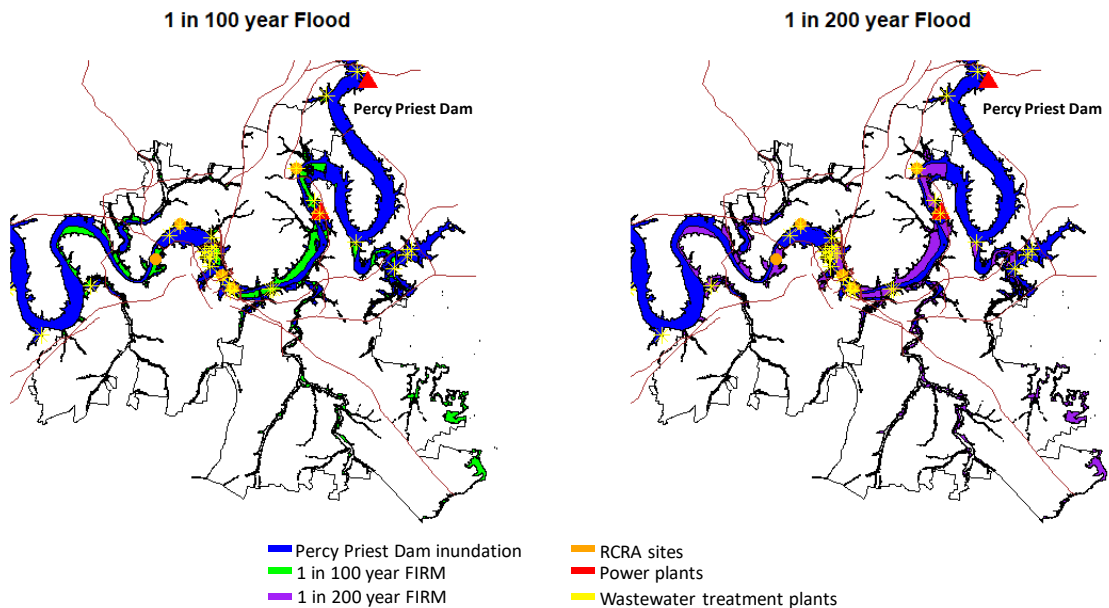 1 in 100 year Flood
1 in 200 year Flood
Percy Priest Dam
Percy Priest Dam
Percy Priest Dam inundation
1 in 100 year FIRM
1 in 200 year FIRM
RCRA sites
Power plants
Wastewater treatment plants